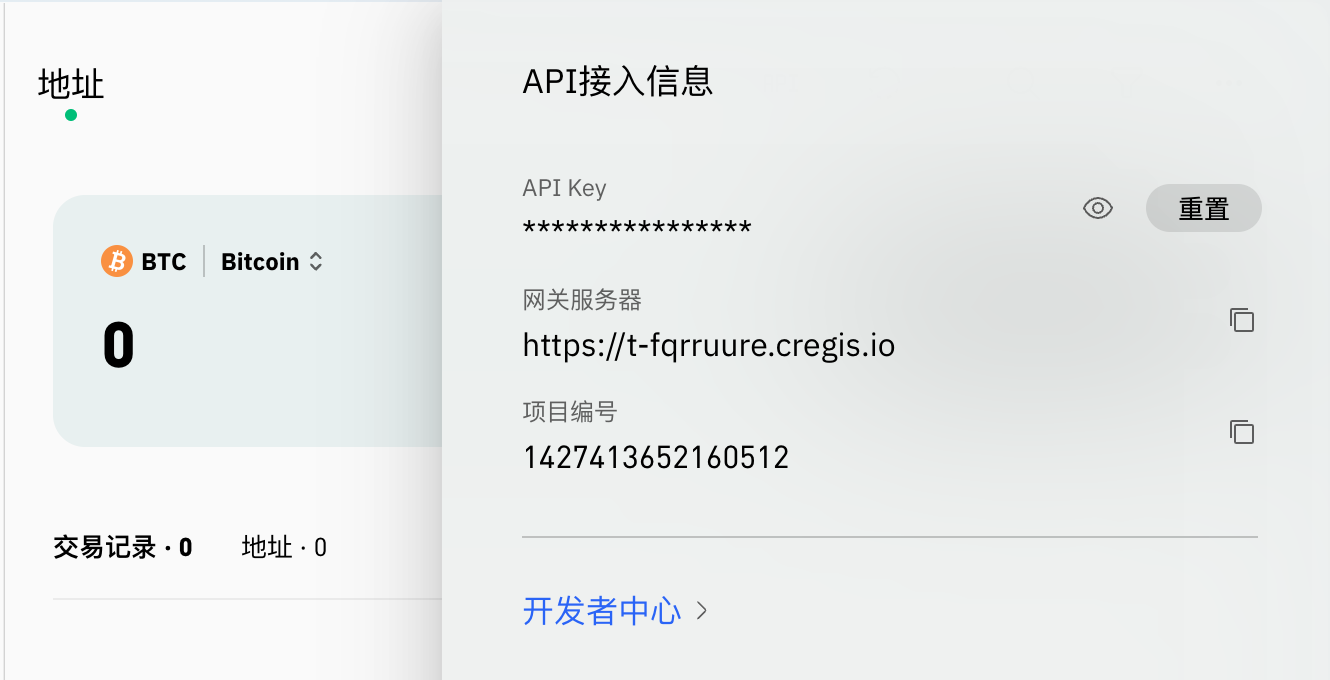 地址
BTC | Bitcoin
0
交易记录 · 0 地址 · 0
API接入信息
API Key
****************
重置
网关服务器
https://t-fqrruure.cregis.io
项目编号
1427413652160512
开发者中心